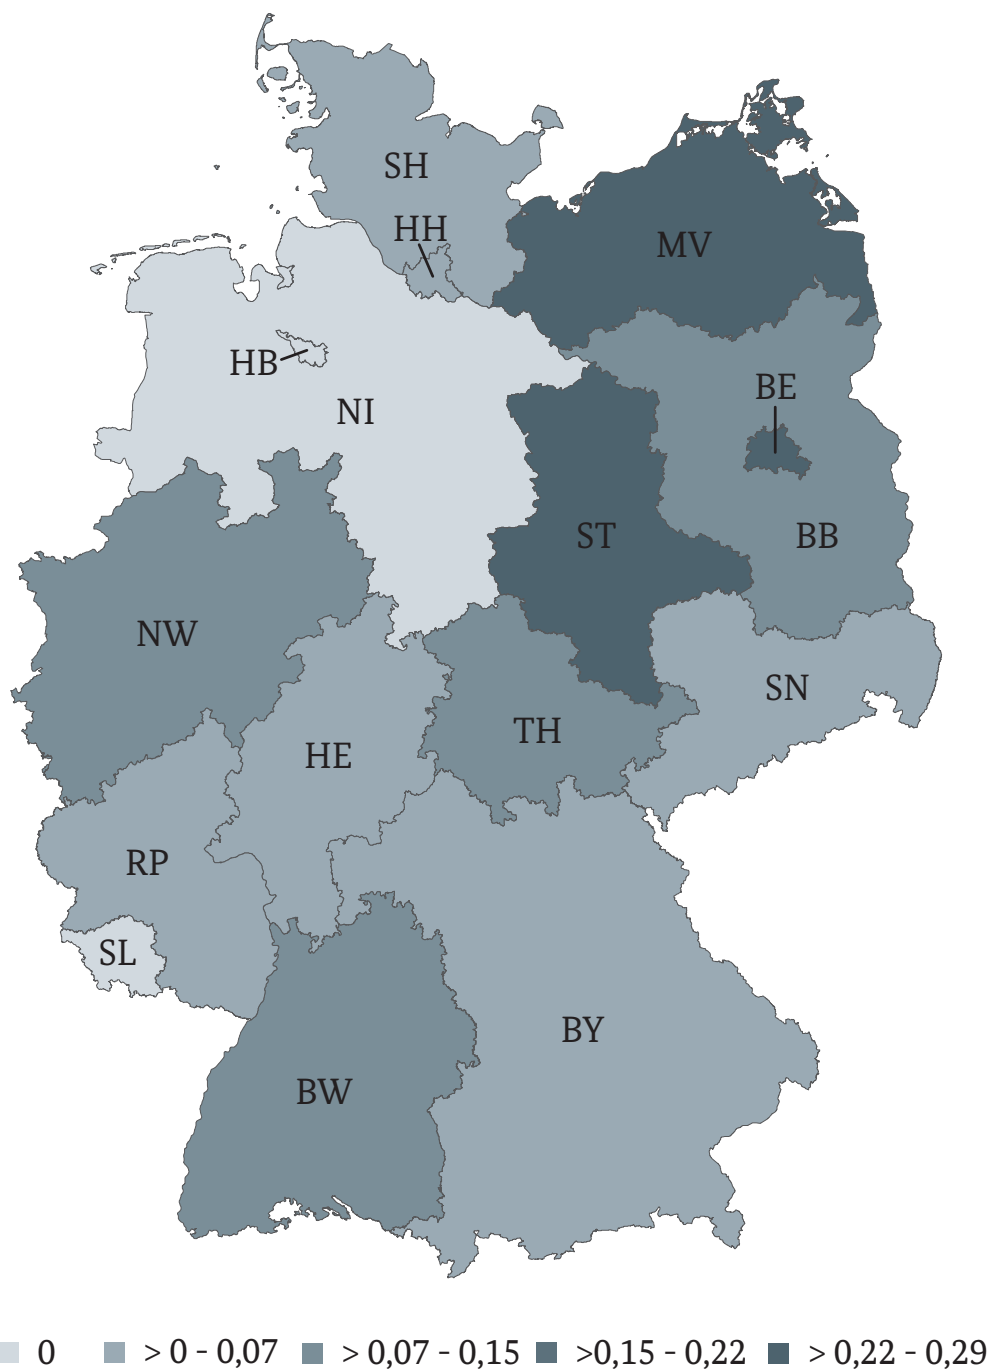 SH
HH
MV
HB
BE
NI
ST
BB
NW
SN
TH
HE
RP
SL
BY
BW
0 > 0 - 0,07 > 0,07 - 0,15 >0,15 - 0,22 > 0,22 - 0,29